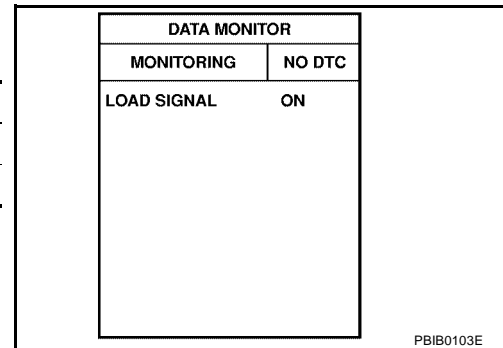 DATA MONITOR
MONITORING NO DTC
LOAD SIGNAL ON
PBIB0103E